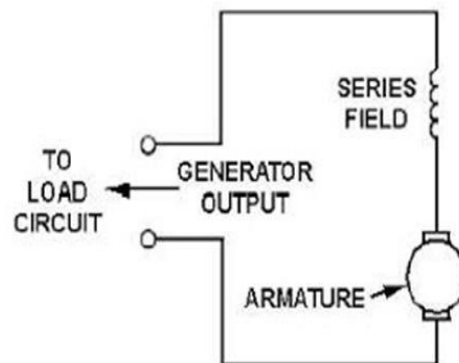 SERIES
FIELD
TO
LOAD
CIRCUIT
GENERATOR
OUTPUT
ARMATURE